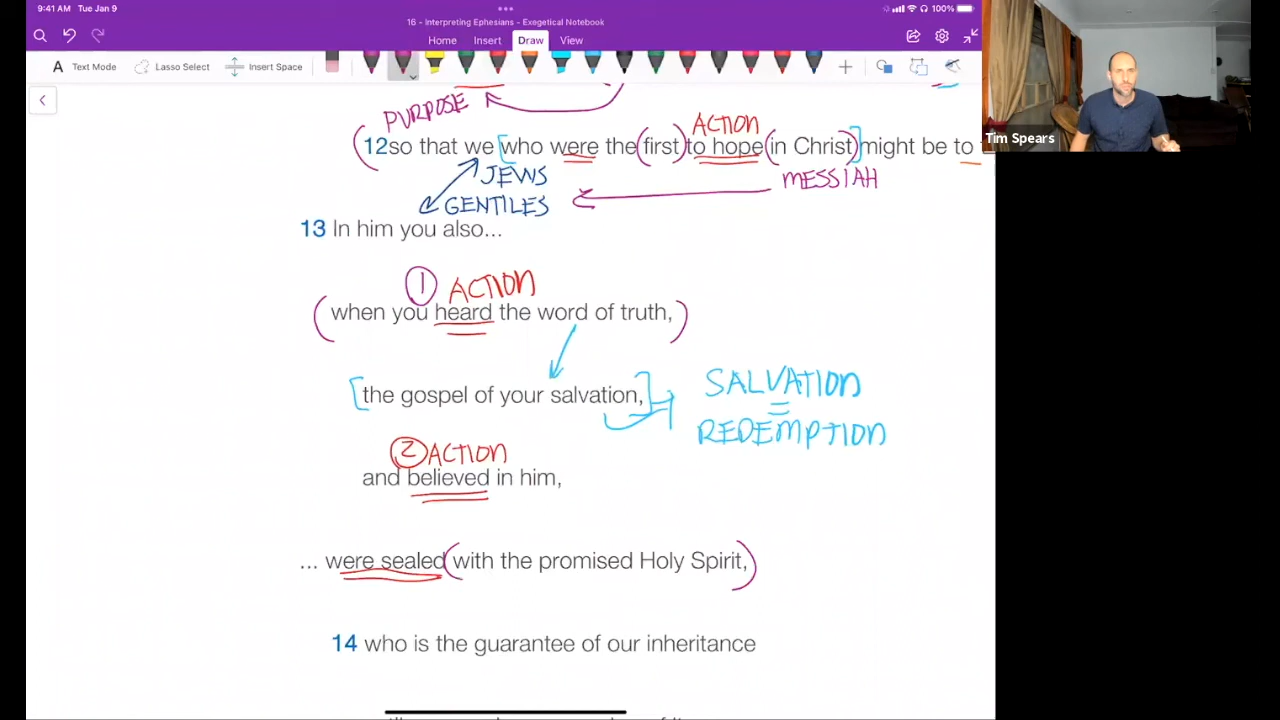 9:41 AM Tue Jan 9
100%
16 - Interpreting Ephesians - Exegetical Notebook
Home Insert Draw View
Text Mode Lasso Select Insert Space
Tim Spears
PURPOSE
ACTION
12so that we [who were the (first) to hope (in Christ)] might be to
JEWS
MESSIAH
GENTILES
13 In him you also...
1 ACTION
(when you heard the word of truth,)
[the gospel of your salvation,]
SALVATION
=
REDEMPTION
2 ACTION
and believed in him,
... were sealed (with the promised Holy Spirit,)
14 who is the guarantee of our inheritance